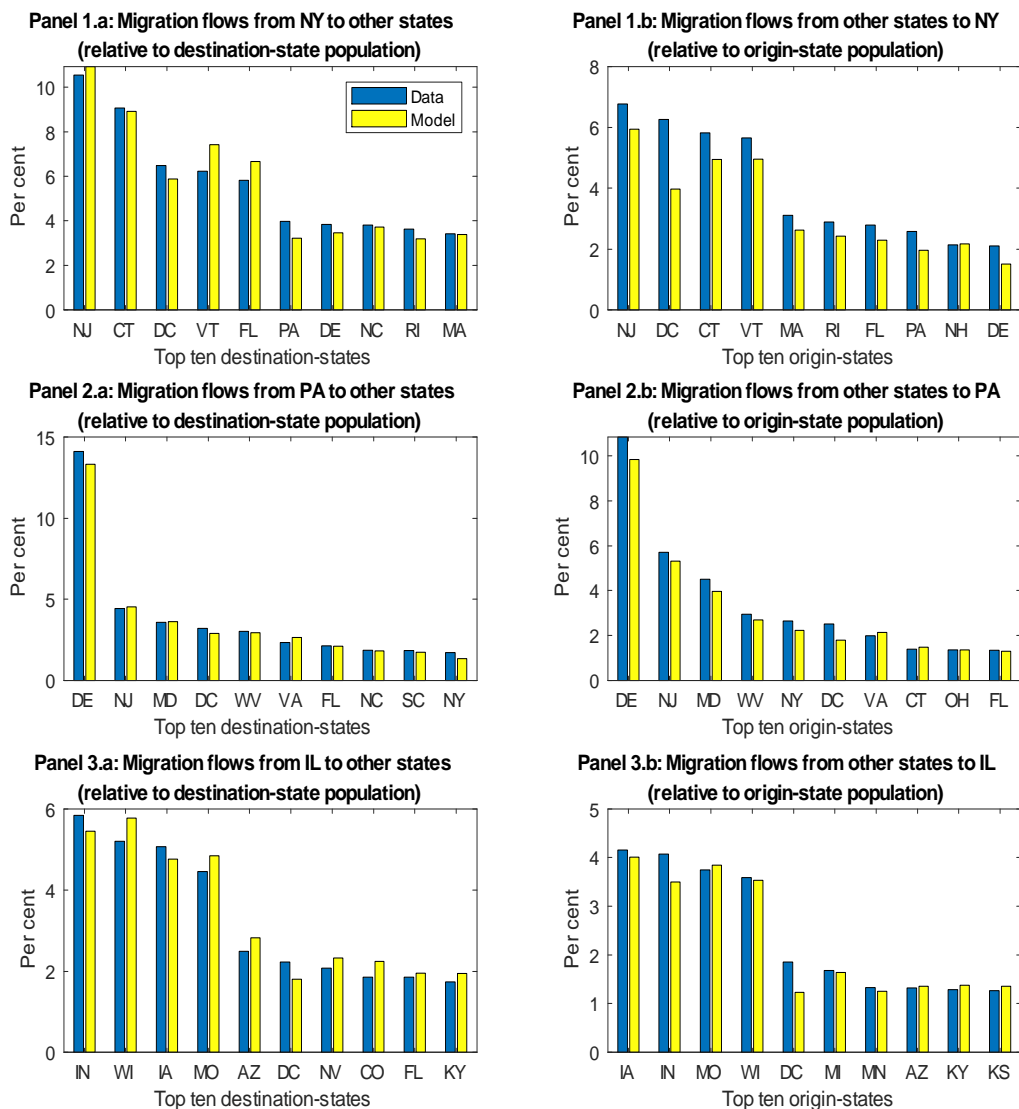 Panel 1.a: Migration flows from NY to other states
(relative to destination-state population)
10
8
6
4
2
0
Per cent
Data
Model
NJ CT DC VT FL PA DE NC RI MA
Top ten destination-states
Panel 1.b: Migration flows from other states to NY
(relative to origin-state population)
8
6
4
2
0
Per cent
NJ DC CT VT MA RI FL PA NH DE
Top ten origin-states
Panel 2.a: Migration flows from PA to other states
(relative to destination-state population)
15
10
5
0
Per cent
DE NJ MD DC WV VA FL NC SC NY
Top ten destination-states
Panel 2.b: Migration flows from other states to PA
(relative to origin-state population)
10
8
6
4
2
0
Per cent
DE NJ MD WV NY DC VA CT OH FL
Top ten origin-states
Panel 3.a: Migration flows from IL to other states
(relative to destination-state population)
6
4
2
0
Per cent
IN WI IA MO AZ DC NV CO FL KY
Top ten destination-states
Panel 3.b: Migration flows from other states to IL
(relative to origin-state population)
5
4
3
2
1
0
Per cent
IA IN MO WI DC MI MN AZ KY KS
Top ten origin-states